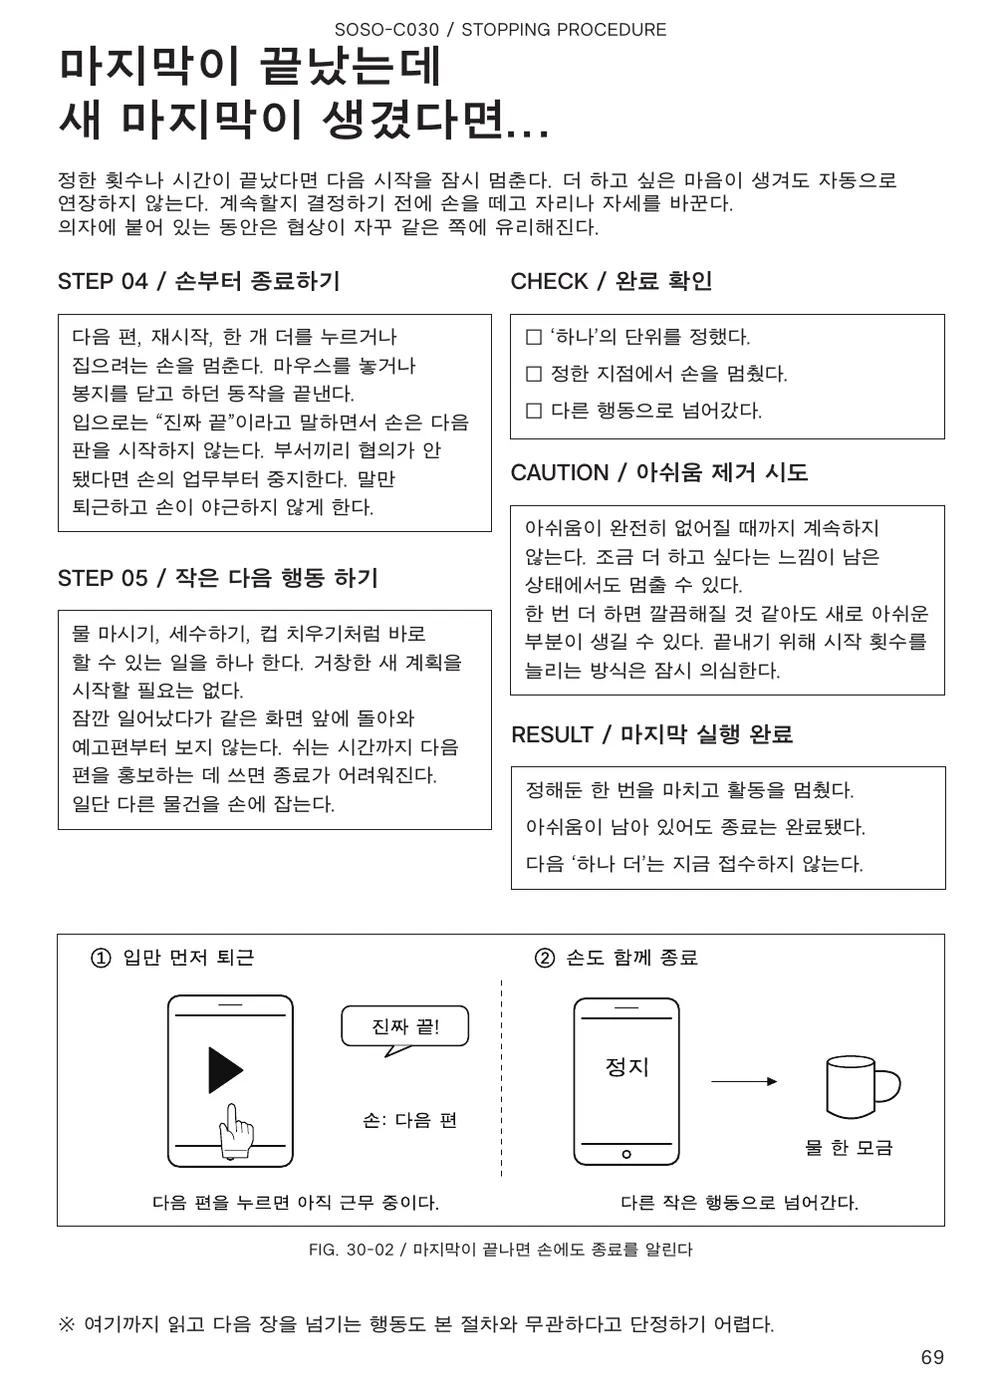 SOSO-C030 / STOPPING PROCEDURE
마지막이 끝났는데
새 마지막이 생겼다면...
정한 횟수나 시간이 끝났다면 다음 시작을 잠시 멈춘다. 더 하고 싶은 마음이 생겨도 자동으로
연장하지 않는다. 계속할지 결정하기 전에 손을 떼고 자리나 자세를 바꾼다.
의자에 붙어 있는 동안은 협상이 자꾸 같은 쪽에 유리해진다.
STEP 04 / 손부터 종료하기
다음 편, 재시작, 한 개 더를 누르거나
집으려는 손을 멈춘다. 마우스를 놓거나
봉지를 닫고 하던 동작을 끝낸다.
입으로는 “진짜 끝”이라고 말하면서 손은 다음
판을 시작하지 않는다. 부서끼리 협의가 안
됐다면 손의 업무부터 중지한다. 말만
퇴근하고 손이 야근하지 않게 한다.
STEP 05 / 작은 다음 행동 하기
물 마시기, 세수하기, 컵 치우기처럼 바로
할 수 있는 일을 하나 한다. 거창한 새 계획을
시작할 필요는 없다.
잠깐 일어났다가 같은 화면 앞에 돌아와
예고편부터 보지 않는다. 쉬는 시간까지 다음
편을 홍보하는 데 쓰면 종료가 어려워진다.
일단 다른 물건을 손에 잡는다.
CHECK / 완료 확인
□ ‘하나’의 단위를 정했다.
□ 정한 지점에서 손을 멈췄다.
□ 다른 행동으로 넘어갔다.
CAUTION / 아쉬움 제거 시도
아쉬움이 완전히 없어질 때까지 계속하지
않는다. 조금 더 하고 싶다는 느낌이 남은
상태에서도 멈출 수 있다.
한 번 더 하면 깔끔해질 것 같아도 새로 아쉬운
부분이 생길 수 있다. 끝내기 위해 시작 횟수를
늘리는 방식은 잠시 의심한다.
RESULT / 마지막 실행 완료
정해둔 한 번을 마치고 활동을 멈췄다.
아쉬움이 남아 있어도 종료는 완료됐다.
다음 ‘하나 더’는 지금 접수하지 않는다.
① 입만 먼저 퇴근
진짜 끝!
손: 다음 편
다음 편을 누르면 아직 근무 중이다.
② 손도 함께 종료
정지
물 한 모금
다른 작은 행동으로 넘어간다.
FIG. 30-02 / 마지막이 끝나면 손에도 종료를 알린다
※ 여기까지 읽고 다음 장을 넘기는 행동도 본 절차와 무관하다고 단정하기 어렵다.
69